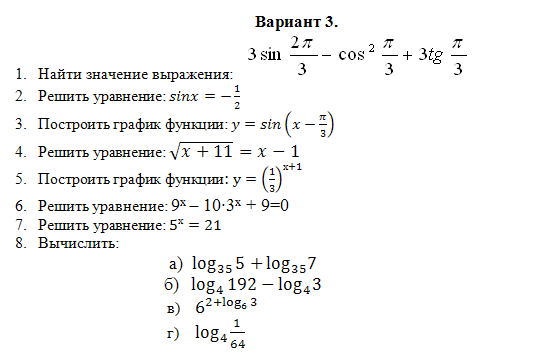 Вариант 3.
1. Найти значение выражения: 3 sin 2π/3 − cos² π/3 + 3tg π/3
2. Решить уравнение: sinx = −1/2
3. Построить график функции: y = sin(x − π/3)
4. Решить уравнение: √(x + 11) = x − 1
5. Построить график функции: y = (1/3)ˣ⁺¹
6. Решить уравнение: 9ˣ – 10·3ˣ + 9=0
7. Решить уравнение: 5ˣ = 21
8. Вычислить:
а) log₃₅ 5 + log₃₅ 7
б) log₄ 192 − log₄ 3
в) 6^(2+log₆ 3)
г) log₄ 1/64